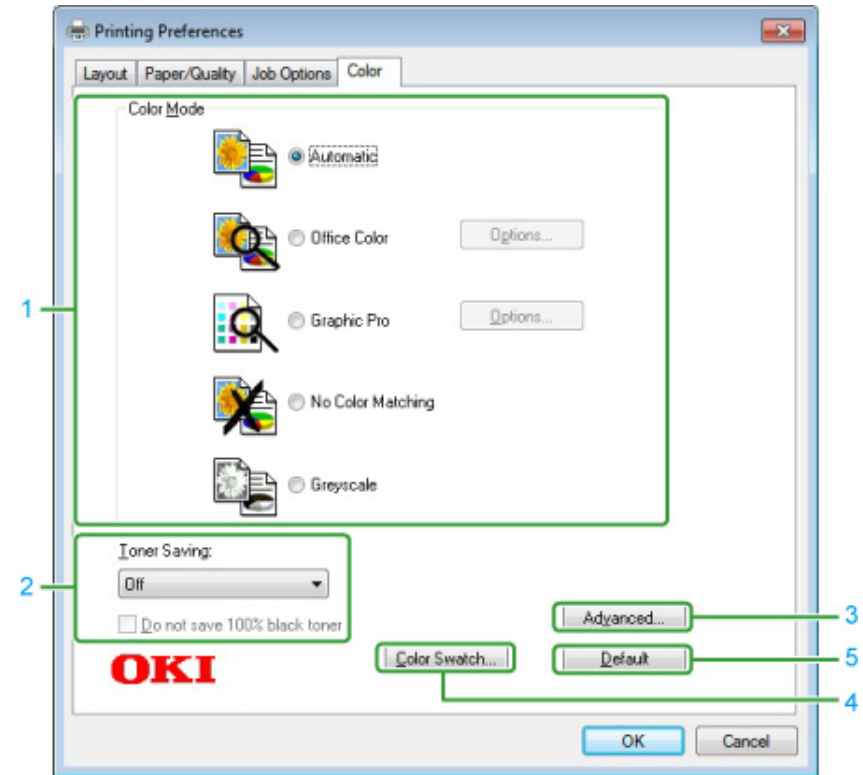 Printing Preferences
Layout Paper/Quality Job Options Color
Color Mode
Automatic
Office Color Options...
1
Graphic Pro Options...
No Color Matching
Greyscale
Toner Saving:
2
Off
Do not save 100% black toner
Advanced... 3
OKI
Color Swatch... Default 5
4
OK Cancel